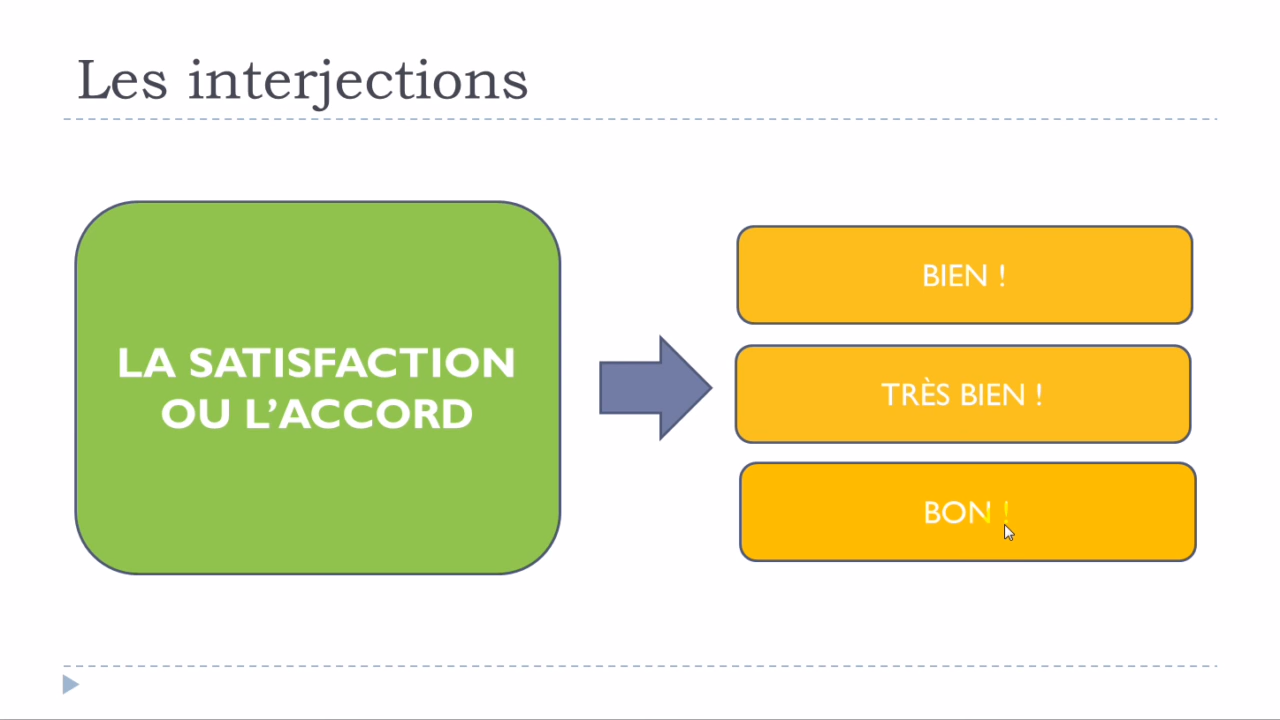 Les interjections
LA SATISFACTION
OU L’ACCORD
BIEN !
TRÈS BIEN !
BON !